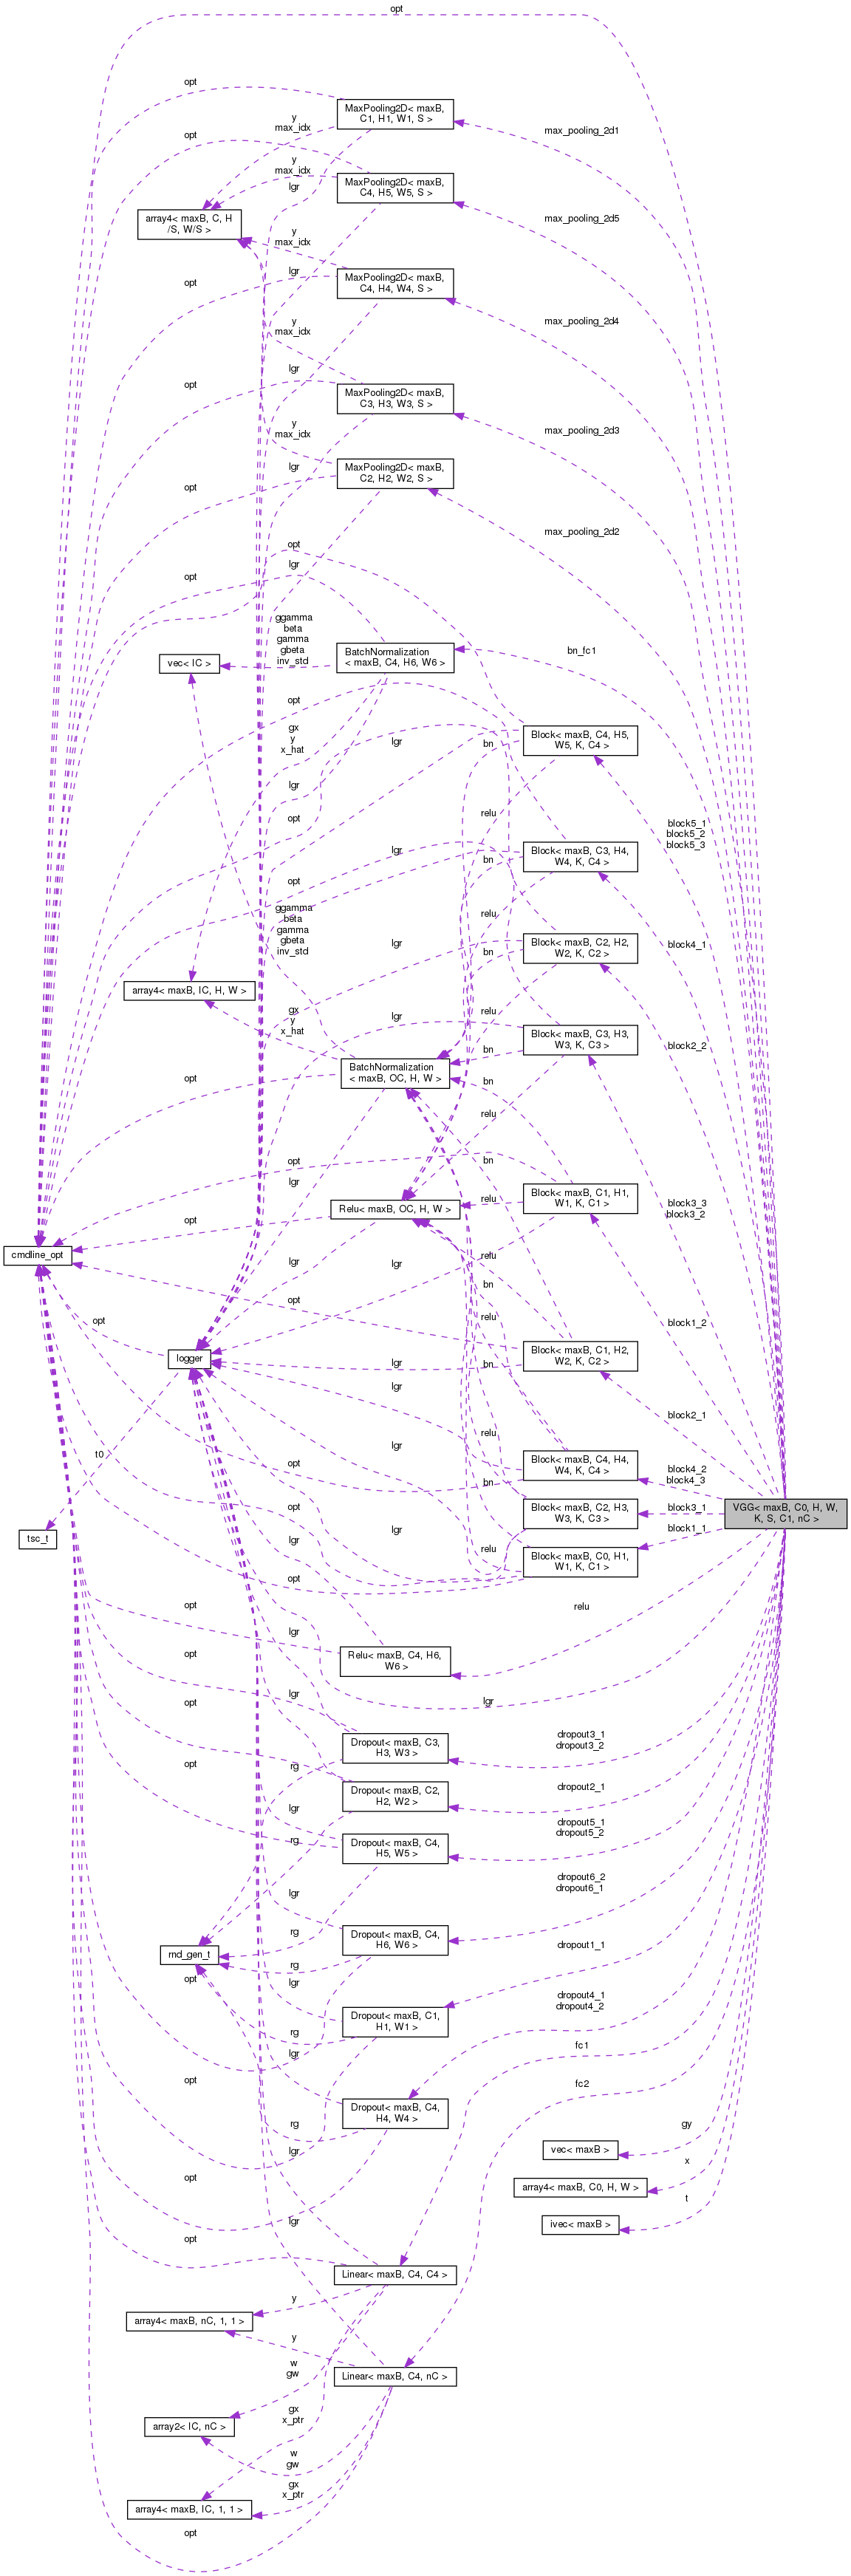 opt
opt
MaxPooling2D< maxB,
C1, H1, W1, S >
y
max_idx
max_pooling_2d1
opt
y
max_idx
lgr
MaxPooling2D< maxB,
C4, H5, W5, S >
array4< maxB, C, H
/S, W/S >
max_pooling_2d5
y
max_idx
lgr
opt
MaxPooling2D< maxB,
C4, H4, W4, S >
y
max_idx
max_pooling_2d4
lgr
opt
MaxPooling2D< maxB,
C3, H3, W3, S >
y
max_idx
max_pooling_2d3
lgr
opt
MaxPooling2D< maxB,
C2, H2, W2, S >
max_pooling_2d2
opt
lgr
opt
ggamma
beta
gamma
gbeta
inv_std
vec< IC >
BatchNormalization
< maxB, C4, H6, W6 >
bn_fc1
opt
gx
y
x_hat
lgr
bn
Block< maxB, C4, H5,
W5, K, C4 >
lgr
opt
relu
block5_1
block5_2
block5_3
lgr
bn
Block< maxB, C3, H4,
W4, K, C4 >
opt
ggamma
beta
gamma
gbeta
inv_std
relu
block4_1
lgr
bn
Block< maxB, C2, H2,
W2, K, C2 >
array4< maxB, IC, H, W >
gx
y
x_hat
lgr
relu
block2_2
Block< maxB, C3, H3,
W3, K, C3 >
bn
opt
BatchNormalization
< maxB, OC, H, W >
bn
relu
opt
lgr
bn
relu
Block< maxB, C1, H1,
W1, K, C1 >
block3_3
block3_2
opt
Relu< maxB, OC, H, W >
cmdline_opt
lgr
lgr
relu
opt
bn
relu
block1_2
opt
logger
lgr
bn
Block< maxB, C1, H2,
W2, K, C2 >
lgr
block2_1
t0
opt
lgr
relu
bn
Block< maxB, C4, H4,
W4, K, C4 >
block4_2
block4_3
opt
lgr
Block< maxB, C2, H3,
W3, K, C3 >
block3_1
block1_1
VGG< maxB, C0, H, W,
K, S, C1, nC >
tsc_t
lgr
relu
Block< maxB, C0, H1,
W1, K, C1 >
opt
opt
lgr
Relu< maxB, C4, H6,
W6 >
relu
opt
lgr
lgr
opt
lgr
Dropout< maxB, C3,
H3, W3 >
dropout3_1
dropout3_2
opt
rg
lgr
Dropout< maxB, C2,
H2, W2 >
dropout2_1
rg
Dropout< maxB, C4,
H5, W5 >
dropout5_1
dropout5_2
lgr
rg
dropout6_2
dropout6_1
rnd_gen_t
Dropout< maxB, C4,
H6, W6 >
dropout1_1
opt
rg
lgr
Dropout< maxB, C1,
H1, W1 >
dropout4_1
dropout4_2
rg
lgr
fc1
opt
Dropout< maxB, C4,
H4, W4 >
fc2
rg
lgr
gy
vec< maxB >
opt
x
array4< maxB, C0, H, W >
lgr
t
ivec< maxB >
opt
Linear< maxB, C4, C4 >
y
array4< maxB, nC, 1, 1 >
y
w
gw
Linear< maxB, C4, nC >
gx
x_ptr
array2< IC, nC >
w
gw
gx
x_ptr
array4< maxB, IC, 1, 1 >
opt